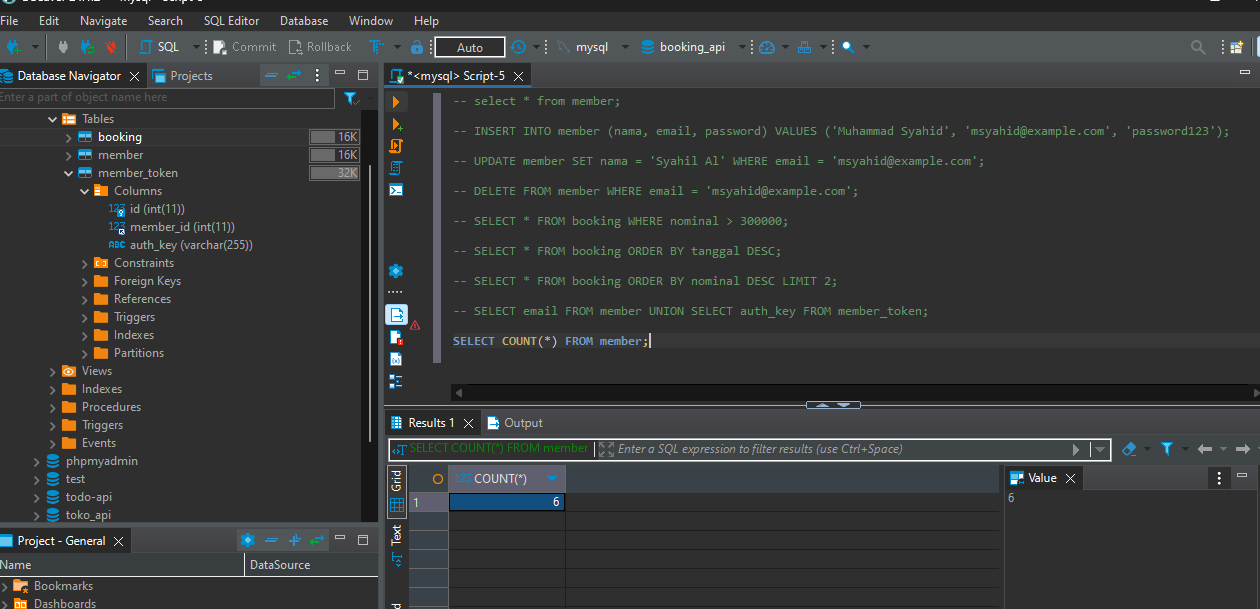 File Edit Navigate Search SQL Editor Database Window Help
SQL Commit Rollback Auto mysql booking_api
Database Navigator Projects
Enter a part of object name here
Tables
booking 16K
member 16K
member_token 32K
Columns
id (int(11))
member_id (int(11))
auth_key (varchar(255))
Constraints
Foreign Keys
References
Triggers
Indexes
Partitions
Views
Indexes
Procedures
Triggers
Events
phpmyadmin
test
todo-api
toko_api
Project - General
Name DataSource
Bookmarks
Dashboards
*<mysql> Script-5
-- select * from member;
-- INSERT INTO member (nama, email, password) VALUES ('Muhammad Syahid', 'msyahid@example.com', 'password123');
-- UPDATE member SET nama = 'Syahil Al' WHERE email = 'msyahid@example.com';
-- DELETE FROM member WHERE email = 'msyahid@example.com';
-- SELECT * FROM booking WHERE nominal > 300000;
-- SELECT * FROM booking ORDER BY tanggal DESC;
-- SELECT * FROM booking ORDER BY nominal DESC LIMIT 2;
-- SELECT email FROM member UNION SELECT auth_key FROM member_token;
SELECT COUNT(*) FROM member;
Results 1 Output
SELECT COUNT(*) FROM member Enter a SQL expression to filter results (use Ctrl+Space)
Grid
Text
123 COUNT(*)
1 6
Value
6